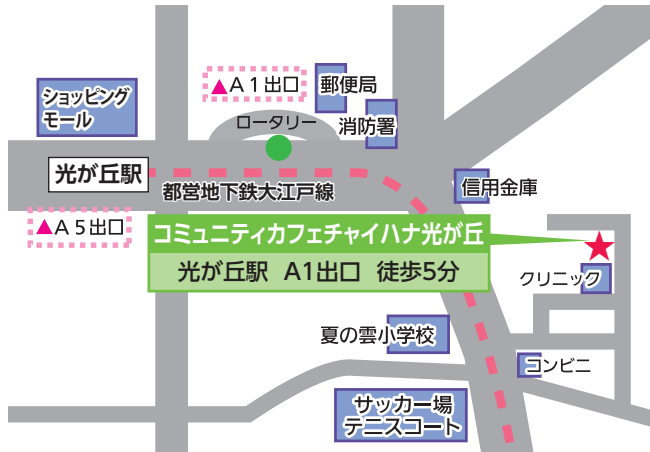 ▲A1出口
郵便局
ショッピング
モール
ロータリー
消防署
光が丘駅
都営地下鉄大江戸線
信用金庫
▲A5出口
コミュニティカフェチャイハナ光が丘
光が丘駅 A1出口 徒歩5分
クリニック
夏の雲小学校
コンビニ
サッカー場
テニスコート